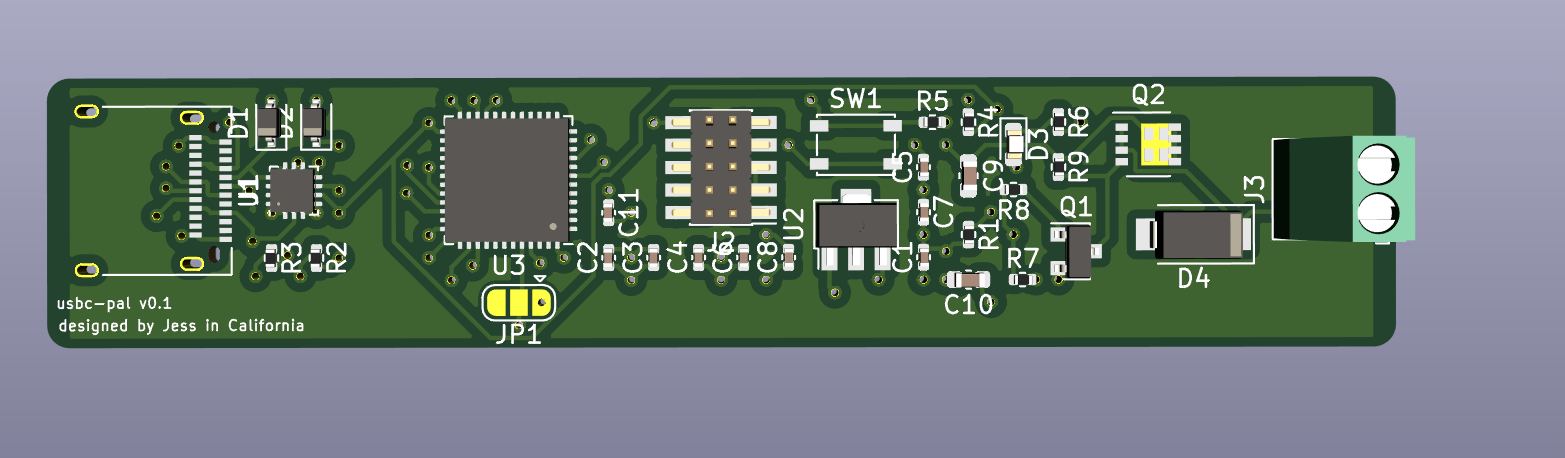 D1
D2
U1
R3
R2
usbc-pal v0.1
designed by Jess in California
U3
JP1
C11
C2
C3
C4
J2
C6
C8
U2
SW1
R5
R4
C5
C9
D3
R6
R9
C7
R8
R1
C1
C10
R7
Q1
Q2
J3
D4